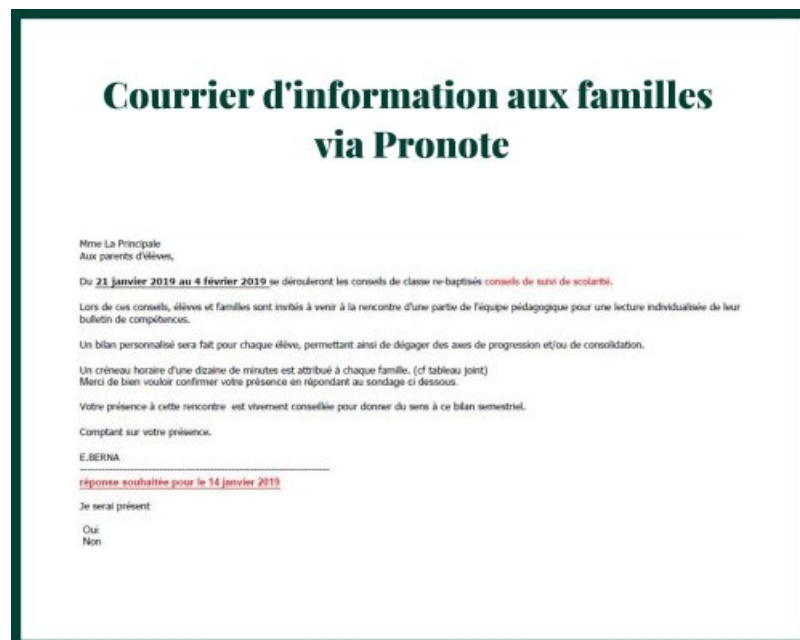 Courrier d'information aux familles
via Pronote
Mme La Principale
Aux parents d'élèves,
Du 21 janvier 2019 au 4 février 2019 se dérouleront les conseils de classe re-baptisés conseils de suivi de scolarité.
Lors de ces conseils, élèves et familles sont invités à venir à la rencontre d'une partie de l'équipe pédagogique pour une lecture individualisée de leur
bulletin de compétences.
Un bilan personnalisé sera fait pour chaque élève, permettant ainsi de dégager des axes de progression et/ou de consolidation.
Un créneau horaire d'une dizaine de minutes est attribué à chaque famille. (cf tableau joint)
Merci de bien vouloir confirmer votre présence en répondant au sondage ci dessous.
Votre présence à cette rencontre est vivement conseillée pour donner du sens à ce bilan semestriel.
Comptant sur votre présence.
E.BERNA
réponse souhaitée pour le 14 janvier 2019
Je serai présent
Oui
Non